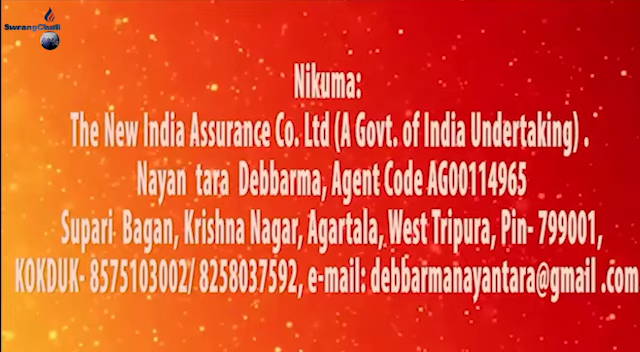 SwrangChati
Nikuma:
The New India Assurance Co. Ltd (A Govt. of India Undertaking) .
Nayan tara Debbarma, Agent Code AG00114965
Supari Bagan, Krishna Nagar, Agartala, West Tripura, Pin- 799001,
KOKDUK- 8575103002/ 8258037592, e-mail: debbarmanayantara@gmail .com